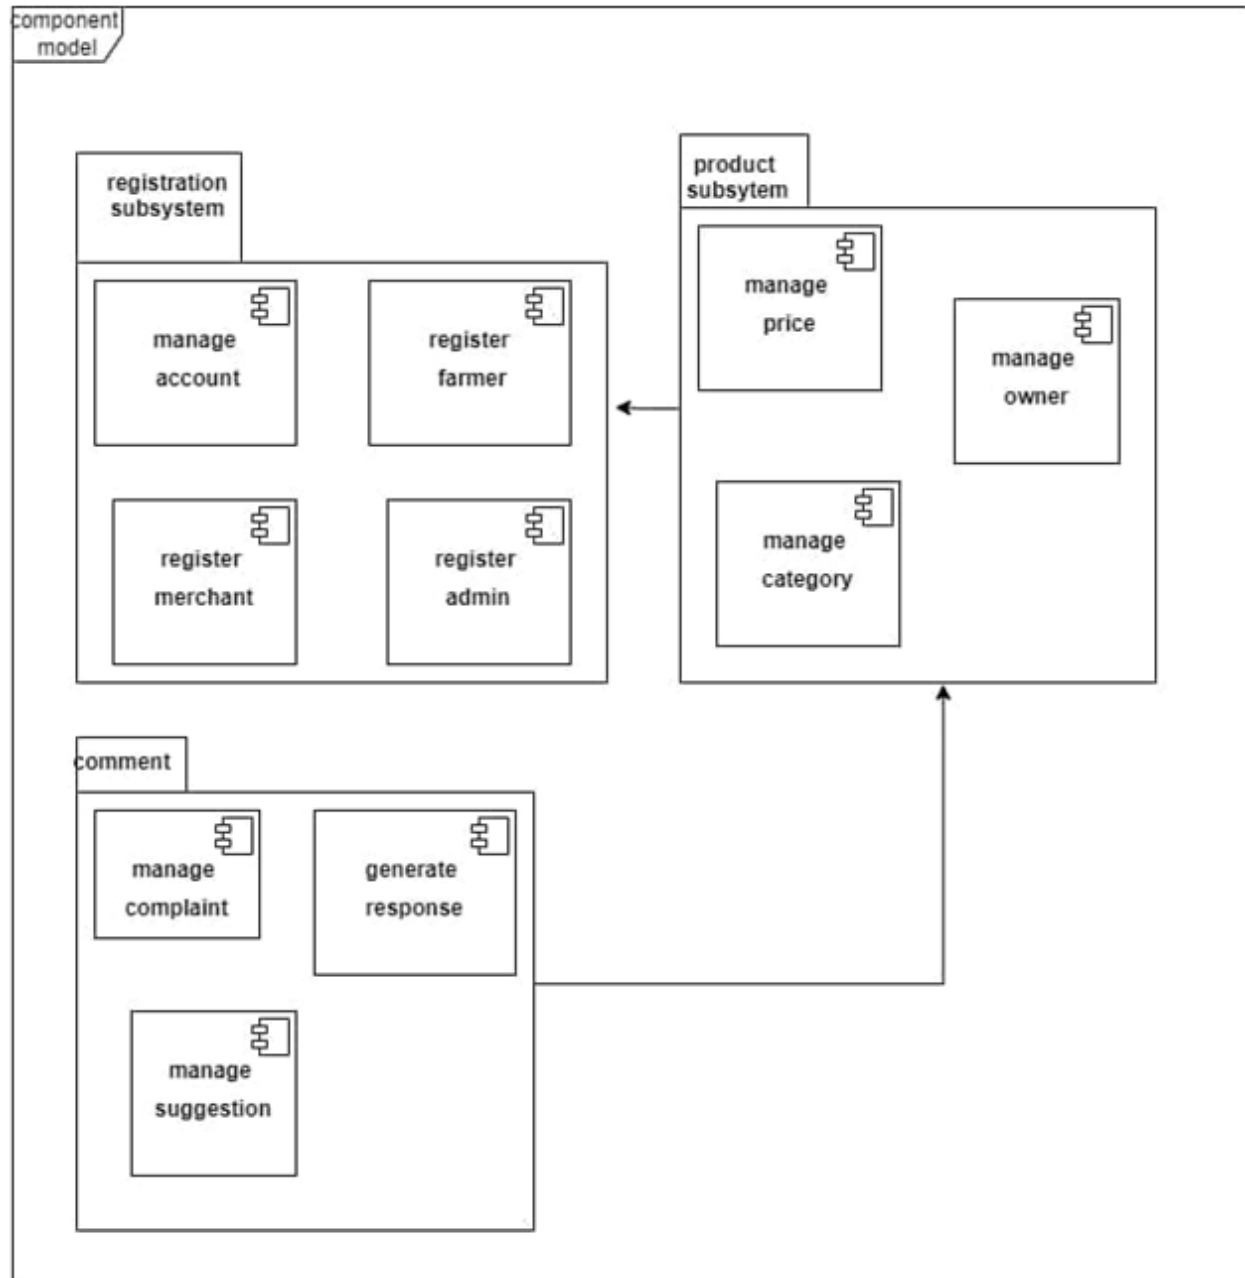 component
model
registration
subsystem
manage
account
register
farmer
register
merchant
register
admin
product
subsytem
manage
price
manage
owner
manage
category
comment
manage
complaint
generate
response
manage
suggestion